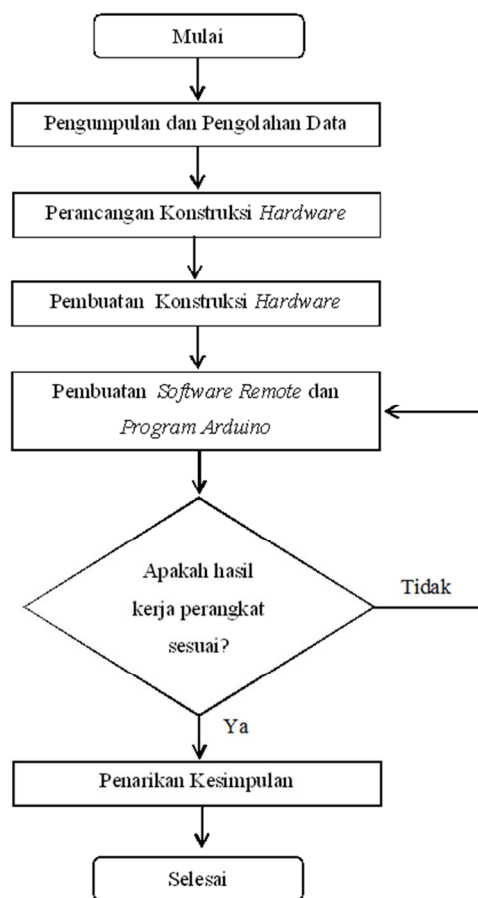 Mulai
Pengumpulan dan Pengolahan Data
Perancangan Konstruksi Hardware
Pembuatan Konstruksi Hardware
Pembuatan Software Remote dan
Program Arduino
Apakah hasil
kerja perangkat
sesuai?
Tidak
Ya
Penarikan Kesimpulan
Selesai